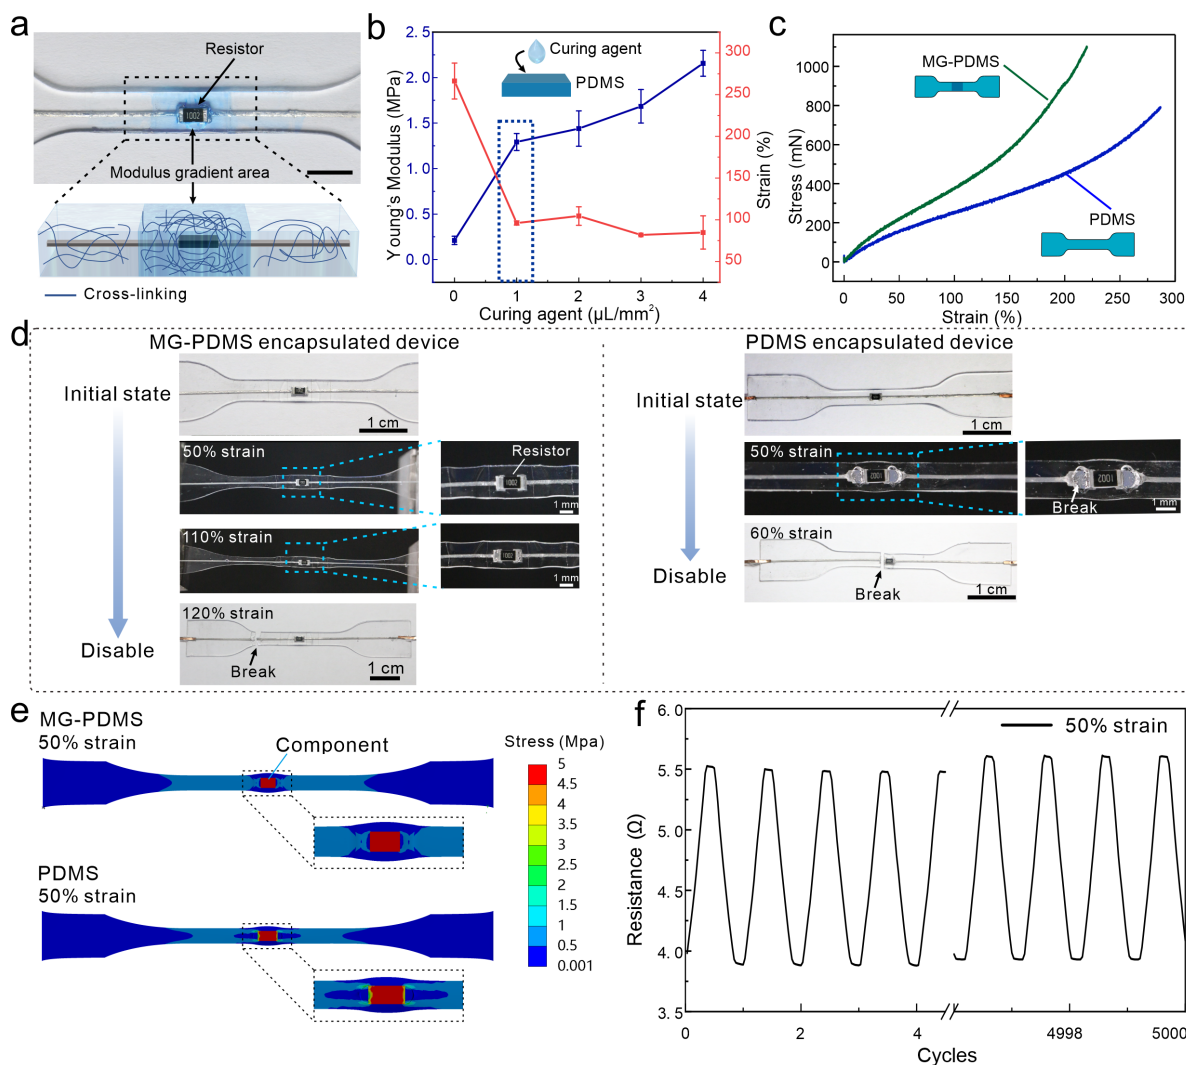 a
Resistor
1002
Modulus gradient area
Cross-linking
b
Young's Modulus (MPa)
2.5
2.0
1.5
1.0
0.5
0.0
Curing agent
PDMS
300
250
200
150
100
50
Strain (%)
0 1 2 3 4
Curing agent (μL/mm²)
c
Stress (mN)
1000
800
600
400
200
0
MG-PDMS
PDMS
0 50 100 150 200 250 300
Strain (%)
d
MG-PDMS encapsulated device
Initial state
1 cm
50% strain
Resistor
1002
1 mm
110% strain
1002
1 mm
120% strain
Disable
Break
1 cm
PDMS encapsulated device
Initial state
1 cm
50% strain
1002
1002
Break
1 mm
60% strain
Disable
Break
1 cm
e
MG-PDMS
50% strain
Component
Stress (Mpa)
5
4.5
4
3.5
3
2.5
2
1.5
1
0.5
0.001
PDMS
50% strain
f
50% strain
Resistance (Ω)
6.0
5.5
5.0
4.5
4.0
3.5
0 2 4 4998 5000
Cycles